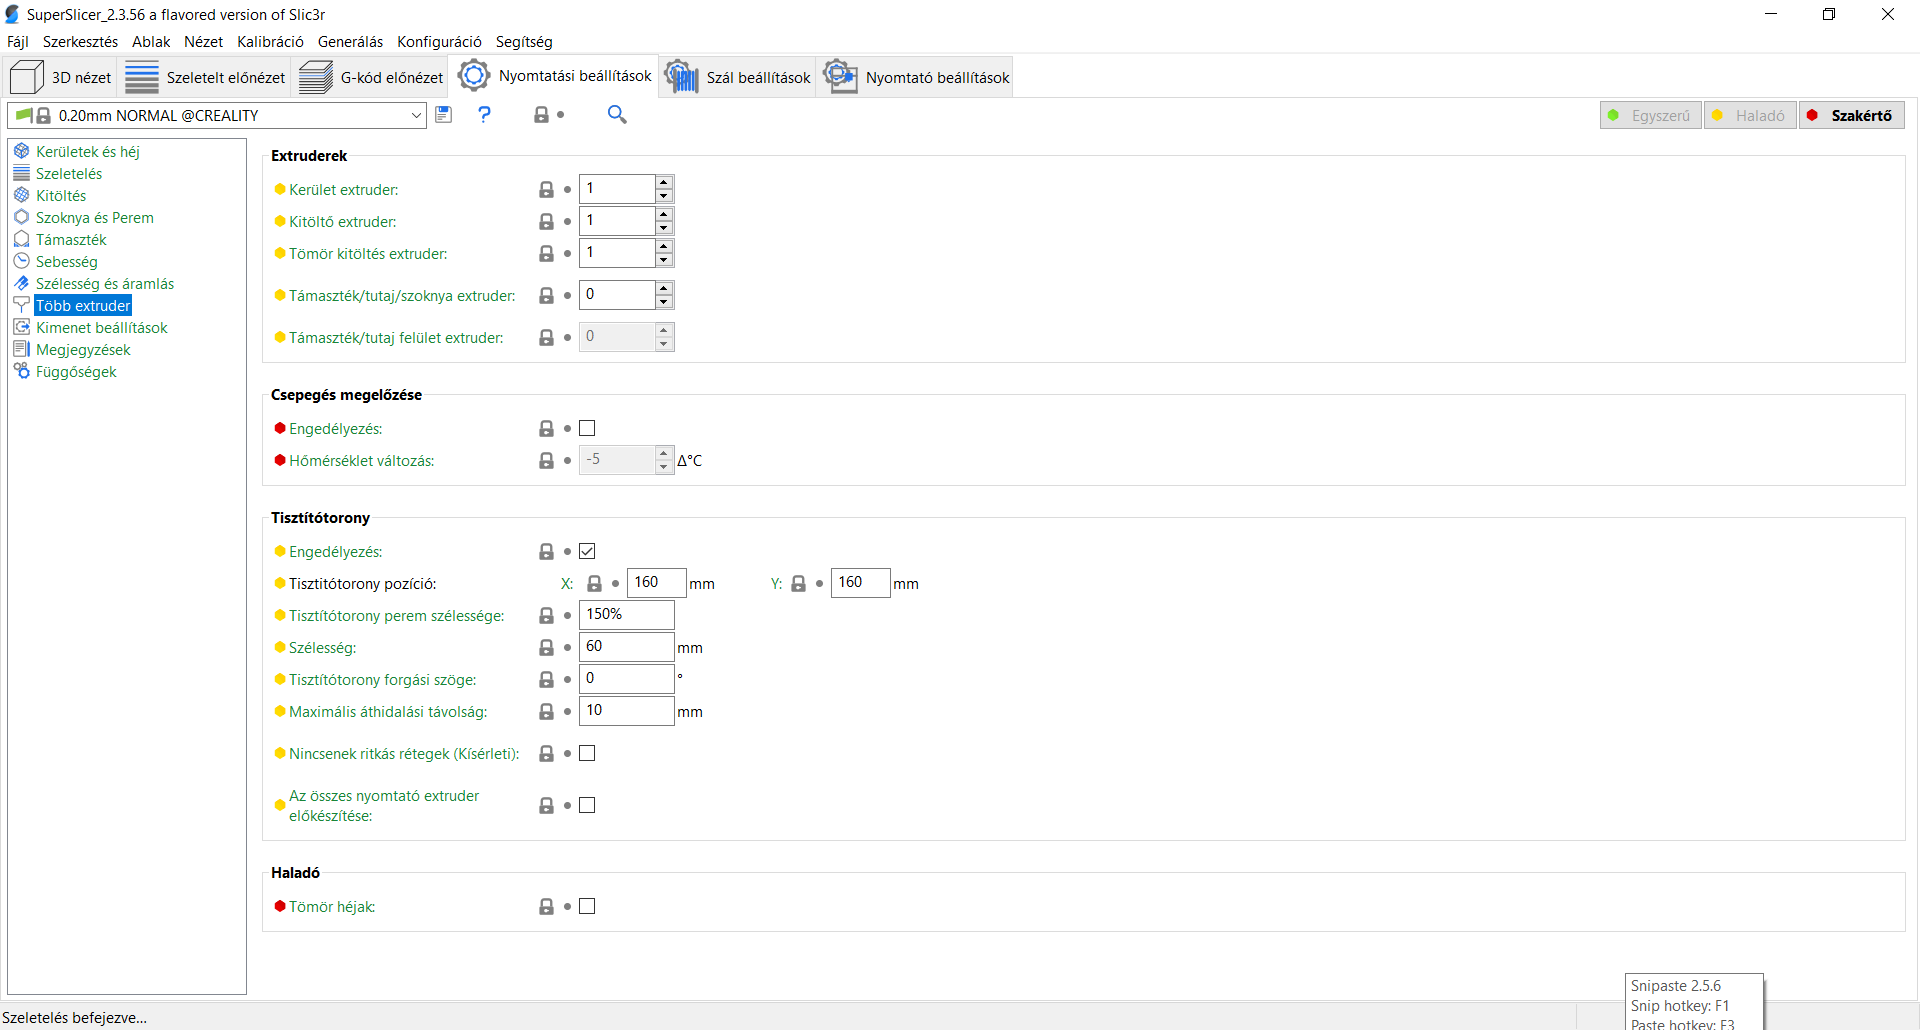 SuperSlicer_2.3.56 a flavored version of Slic3r
Fájl Szerkesztés Ablak Nézet Kalibráció Generálás Konfiguráció Segítség
3D nézet Szeletelt előnézet G-kód előnézet Nyomtatási beállítások Szál beállítások Nyomtató beállítások
0.20mm NORMAL @CREALITY ? Egyszerű Haladó Szakértő
Kerületek és héj
Szeletelés
Kitöltés
Szoknya és Perem
Támaszték
Sebesség
Szélesség és áramlás
Több extruder
Kimenet beállítások
Megjegyzések
Függőségek
Extruderek
Kerület extruder: 1
Kitöltő extruder: 1
Tömör kitöltés extruder: 1
Támaszték/tutaj/szoknya extruder: 0
Támaszték/tutaj felület extruder: 0
Csepegés megelőzése
Engedélyezés:
Hőmérséklet változás: -5 Δ°C
Tisztítótorony
Engedélyezés:
Tisztitótorony pozíció: X: 160 mm Y: 160 mm
Tisztítótorony perem szélessége: 150%
Szélesség: 60 mm
Tisztítótorony forgási szöge: 0 °
Maximális áthidalási távolság: 10 mm
Nincsenek ritkás rétegek (Kísérleti):
Az összes nyomtató extruder
előkészítése:
Haladó
Tömör héjak:
Szeletelés befejezve...
Snipaste 2.5.6
Snip hotkey: F1
Paste hotkey: F3